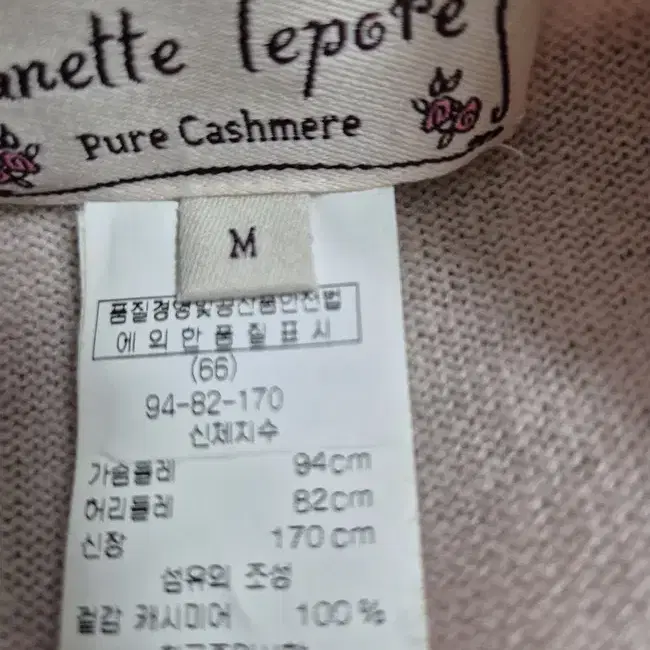 nette lepore
Pure Cashmere
M
품질경영및공산품안전법
에 의 한 품 질 표 시
(66)
94-82-170
신체지수
가슴둘레 94cm
허리둘레 82cm
신장 170cm
섬유의 조성
겉감 캐시미어 100%